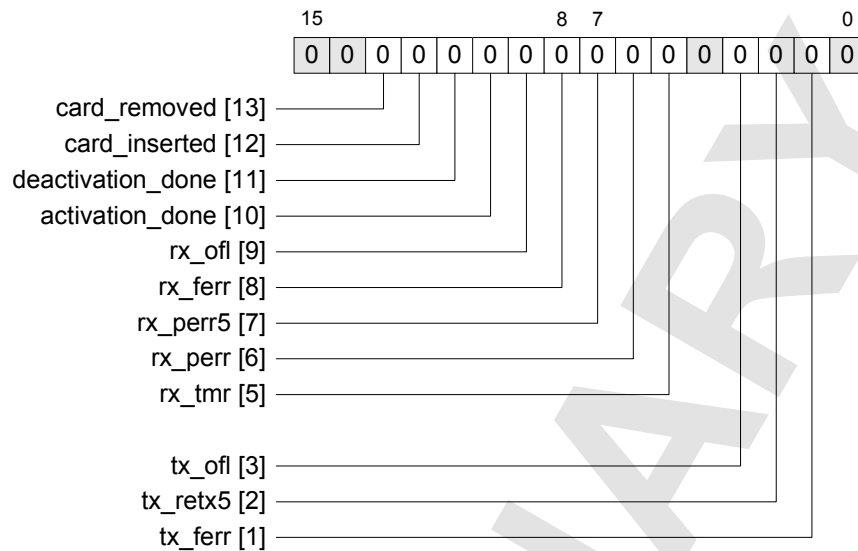 15 8 7 0
0 0 0 0 0 0 0 0 0 0 0 0 0 0 0 0
card_removed [13]
card_inserted [12]
deactivation_done [11]
activation_done [10]
rx_ofl [9]
rx_ferr [8]
rx_perr5 [7]
rx_perr [6]
rx_tmr [5]
tx_ofl [3]
tx_retx5 [2]
tx_ferr [1]
NARY